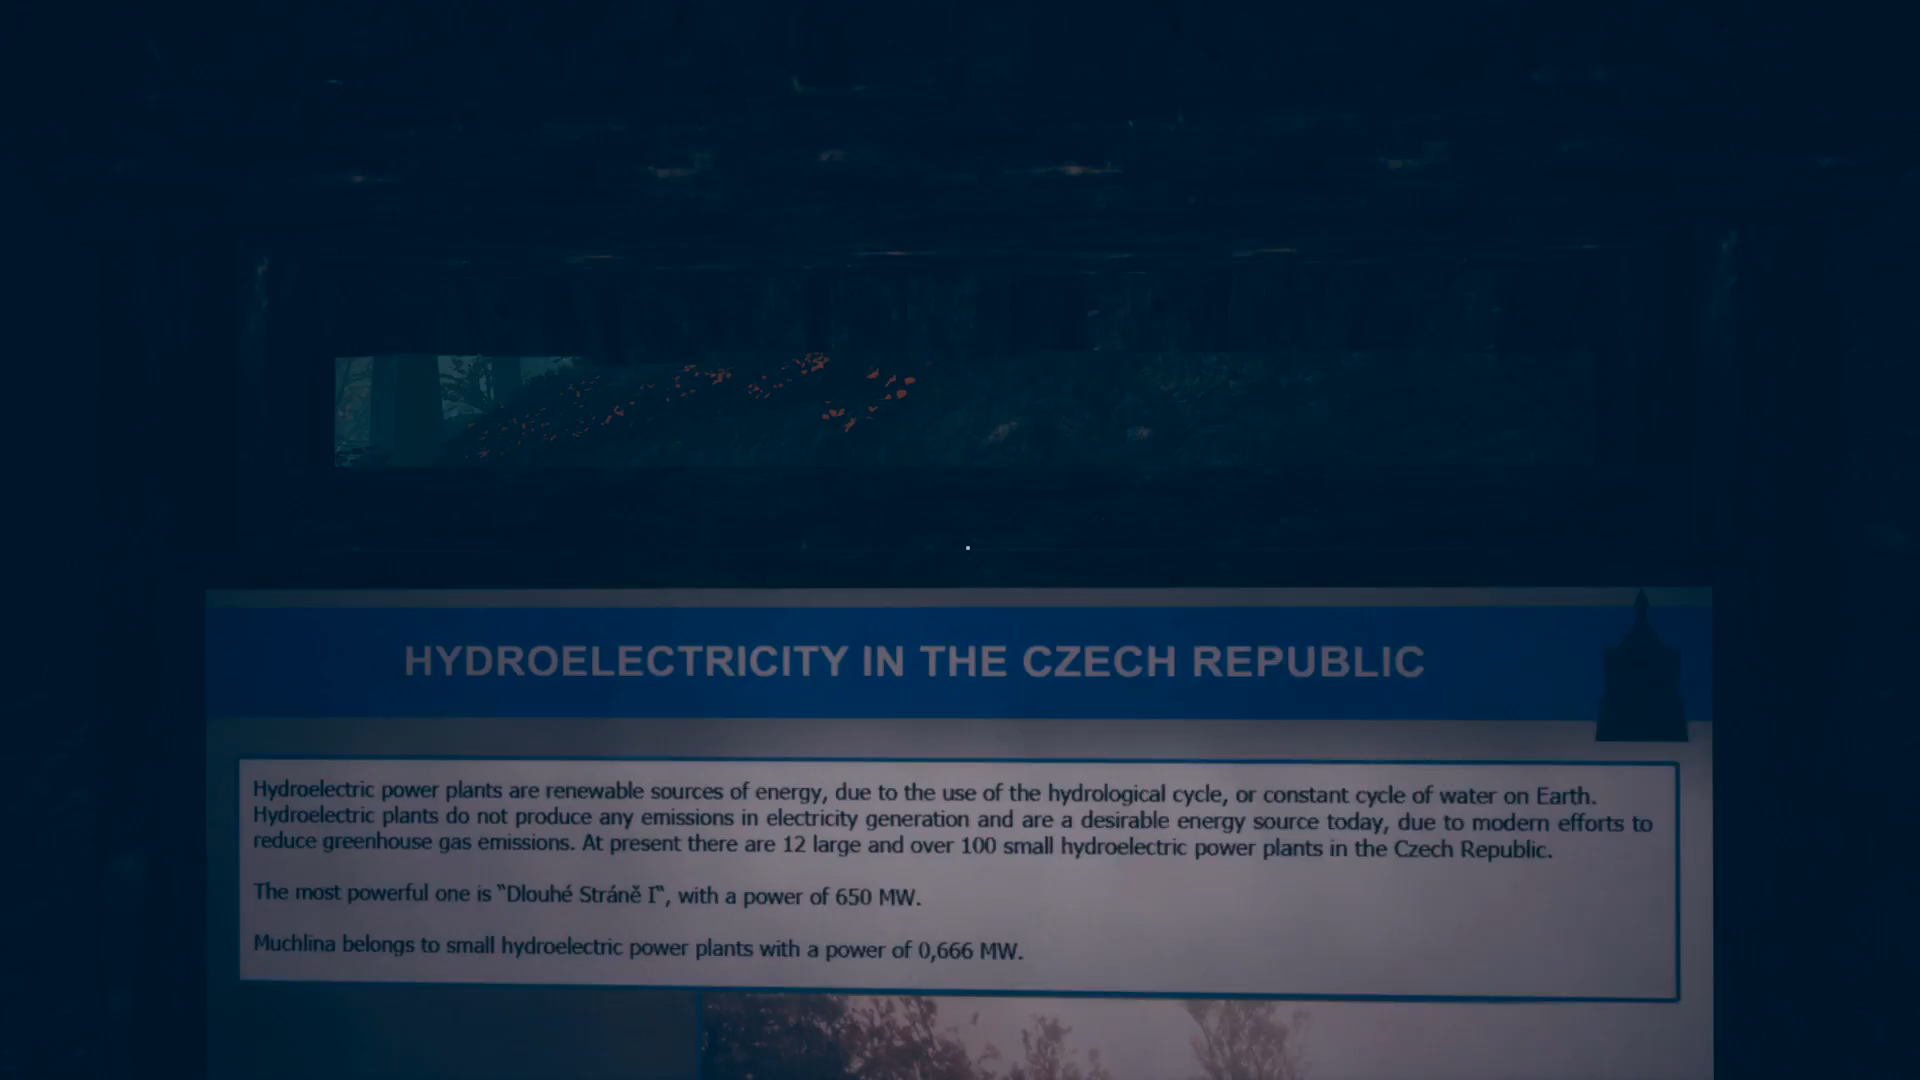 HYDROELECTRICITY IN THE CZECH REPUBLIC
Hydroelectric power plants are renewable sources of energy, due to the use of the hydrological cycle, or constant cycle of water on Earth.
Hydroelectric plants do not produce any emissions in electricity generation and are a desirable energy source today, due to modern efforts to
reduce greenhouse gas emissions. At present there are 12 large and over 100 small hydroelectric power plants in the Czech Republic.
The most powerful one is "Dlouhé Stráně I", with a power of 650 MW.
Muchlina belongs to small hydroelectric power plants with a power of 0,666 MW.